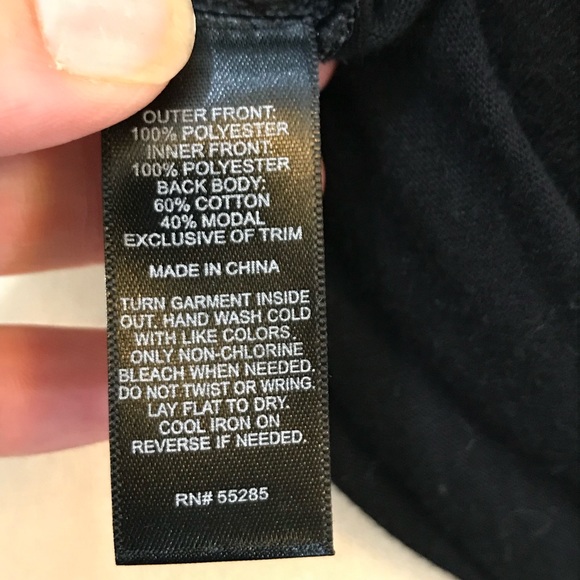 OUTER FRONT:
100% POLYESTER
INNER FRONT:
100% POLYESTER
BACK BODY:
60% COTTON
40% MODAL
EXCLUSIVE OF TRIM
MADE IN CHINA
TURN GARMENT INSIDE
OUT. HAND WASH COLD
WITH LIKE COLORS.
ONLY NON-CHLORINE
BLEACH WHEN NEEDED.
DO NOT TWIST OR WRING.
LAY FLAT TO DRY.
COOL IRON ON
REVERSE IF NEEDED.
RN# 55285